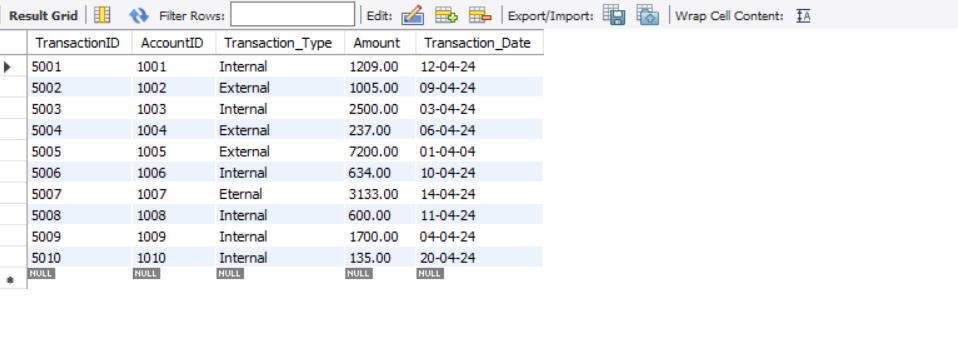 Result Grid Filter Rows: Edit: Export/Import: Wrap Cell Content: IA
TransactionID AccountID Transaction_Type Amount Transaction_Date
5001 1001 Internal 1209.00 12-04-24
5002 1002 External 1005.00 09-04-24
5003 1003 Internal 2500.00 03-04-24
5004 1004 External 237.00 06-04-24
5005 1005 External 7200.00 01-04-04
5006 1006 Internal 634.00 10-04-24
5007 1007 Eternal 3133.00 14-04-24
5008 1008 Internal 600.00 11-04-24
5009 1009 Internal 1700.00 04-04-24
5010 1010 Internal 135.00 20-04-24
NULL NULL NULL NULL NULL